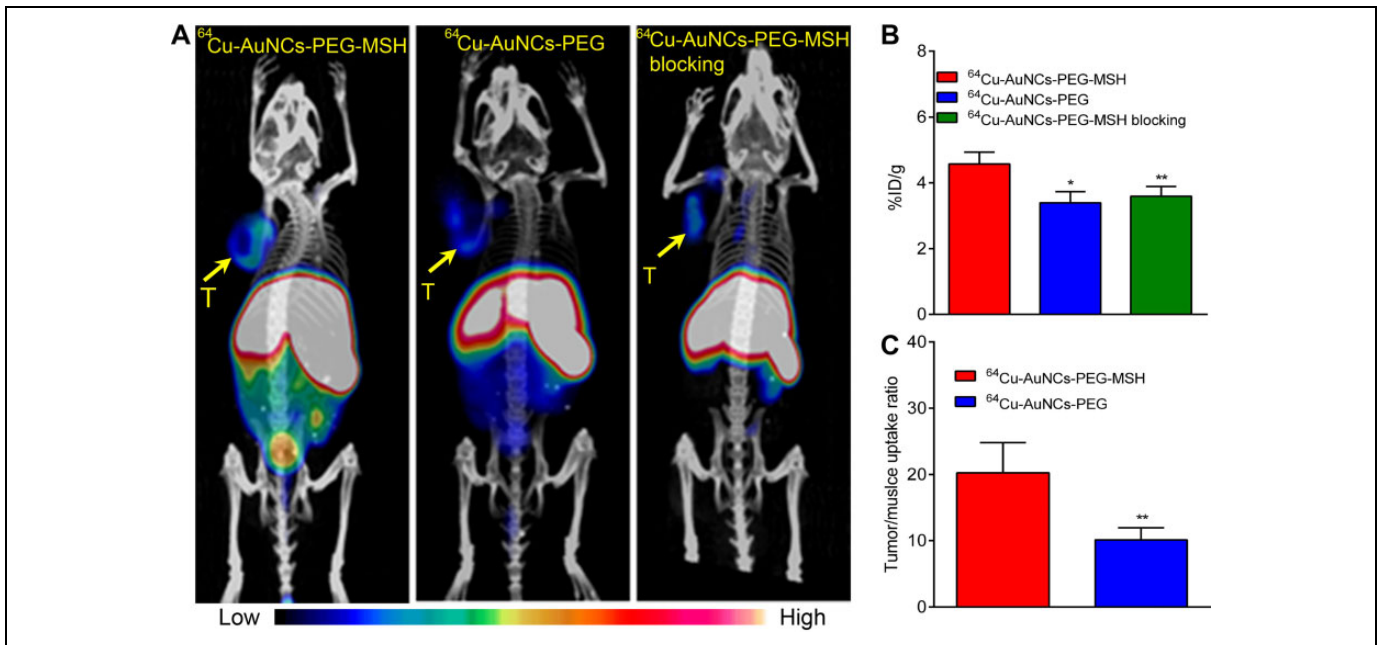 A
64Cu-AuNCs-PEG-MSH
64Cu-AuNCs-PEG
64Cu-AuNCs-PEG-MSH
blocking
T
T
T
Low
High
B
8
6
4
2
0
%ID/g
64Cu-AuNCs-PEG-MSH
64Cu-AuNCs-PEG
64Cu-AuNCs-PEG-MSH blocking
*
**
C
40
30
20
10
0
Tumor/muslce uptake ratio
64Cu-AuNCs-PEG-MSH
64Cu-AuNCs-PEG
**